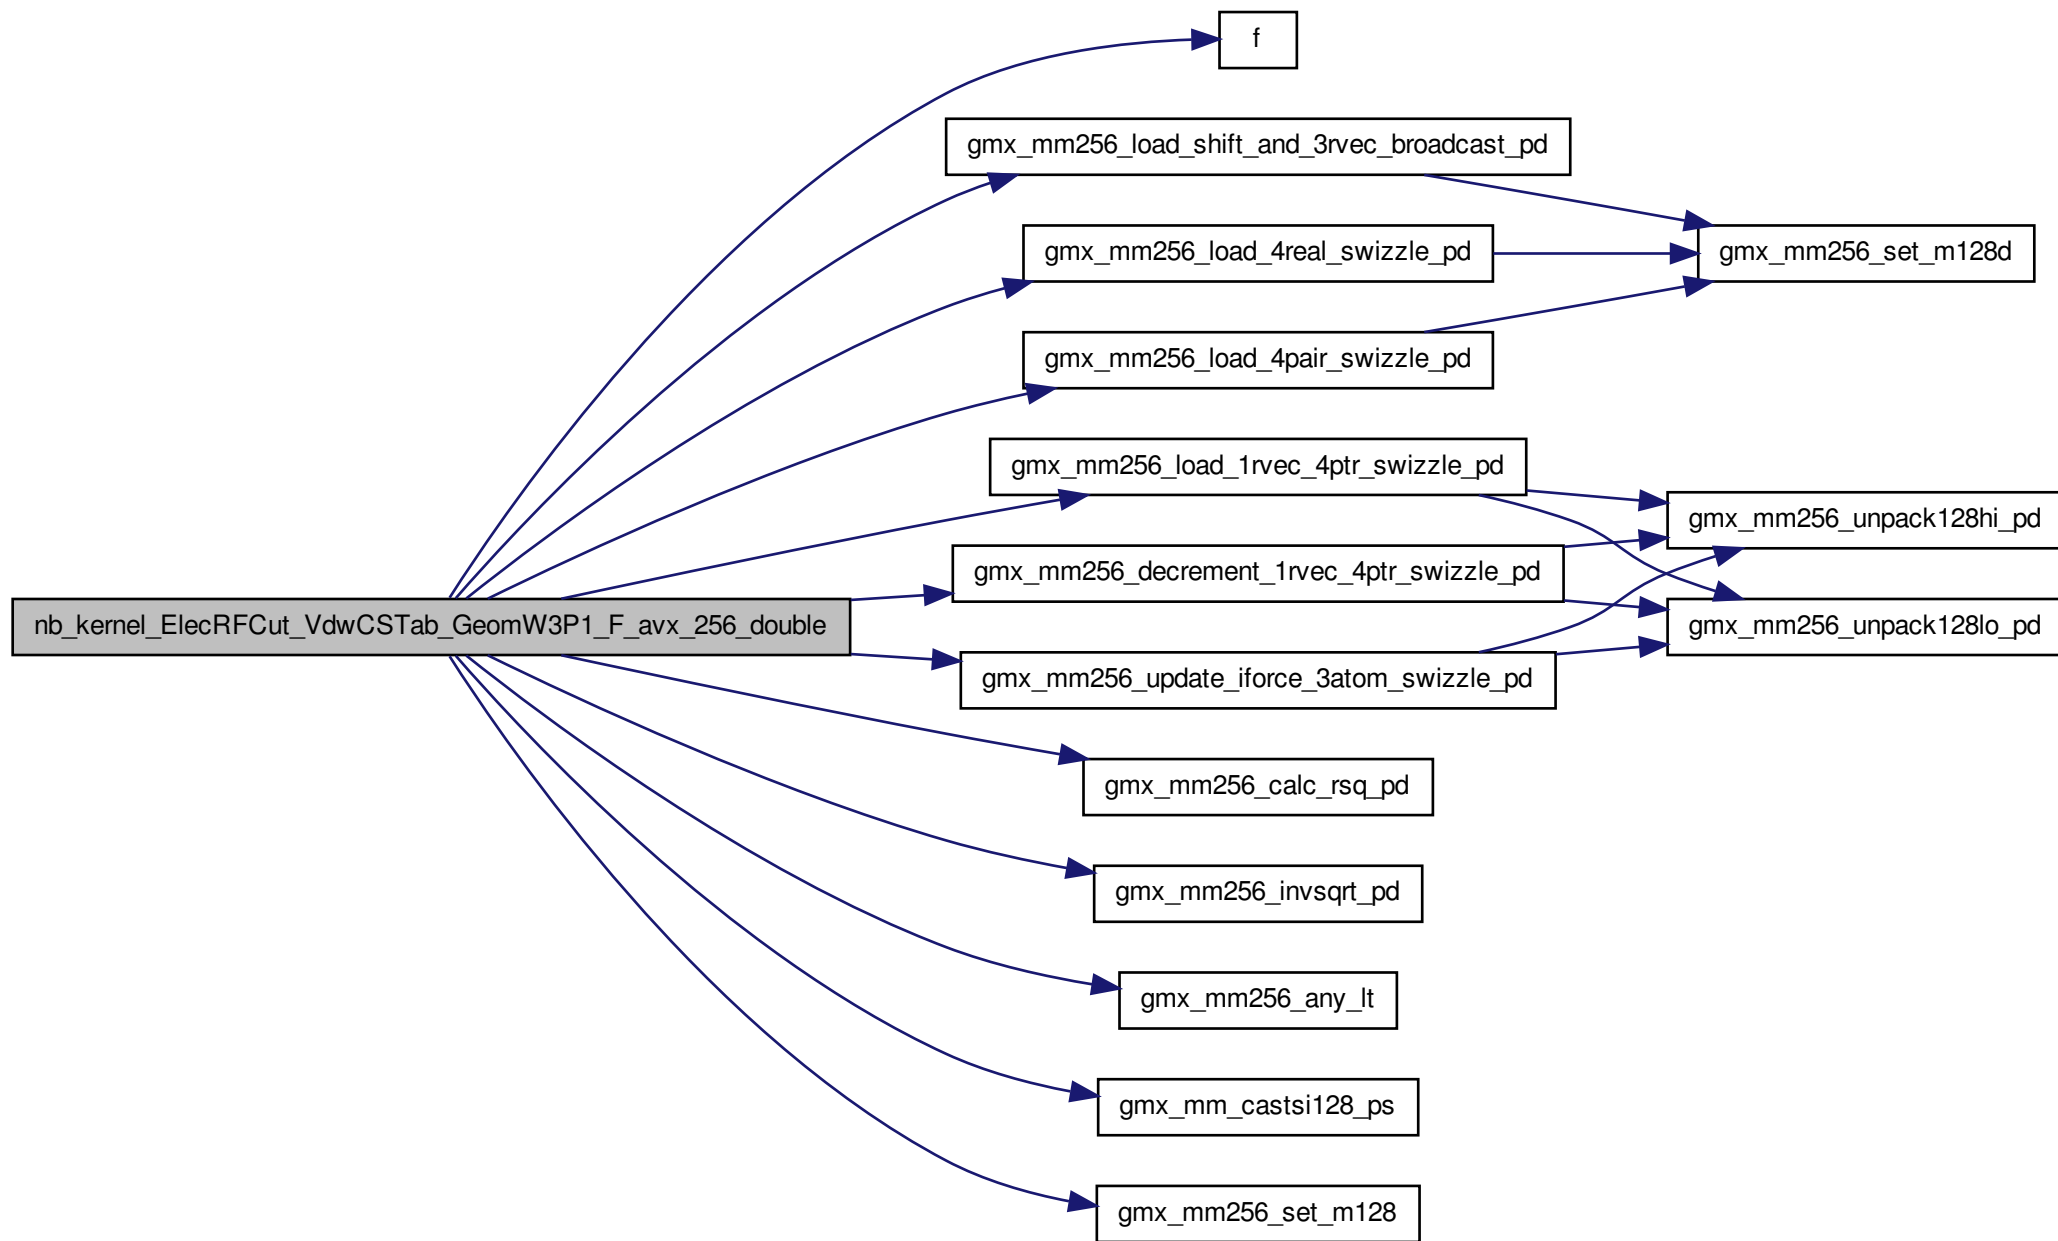 f
gmx_mm256_load_shift_and_3rvec_broadcast_pd
gmx_mm256_load_4real_swizzle_pd
gmx_mm256_set_m128d
gmx_mm256_load_4pair_swizzle_pd
gmx_mm256_load_1rvec_4ptr_swizzle_pd
gmx_mm256_unpack128hi_pd
gmx_mm256_decrement_1rvec_4ptr_swizzle_pd
nb_kernel_ElecRFCut_VdwCSTab_GeomW3P1_F_avx_256_double
gmx_mm256_unpack128lo_pd
gmx_mm256_update_iforce_3atom_swizzle_pd
gmx_mm256_calc_rsq_pd
gmx_mm256_invsqrt_pd
gmx_mm256_any_lt
gmx_mm_castsi128_ps
gmx_mm256_set_m128